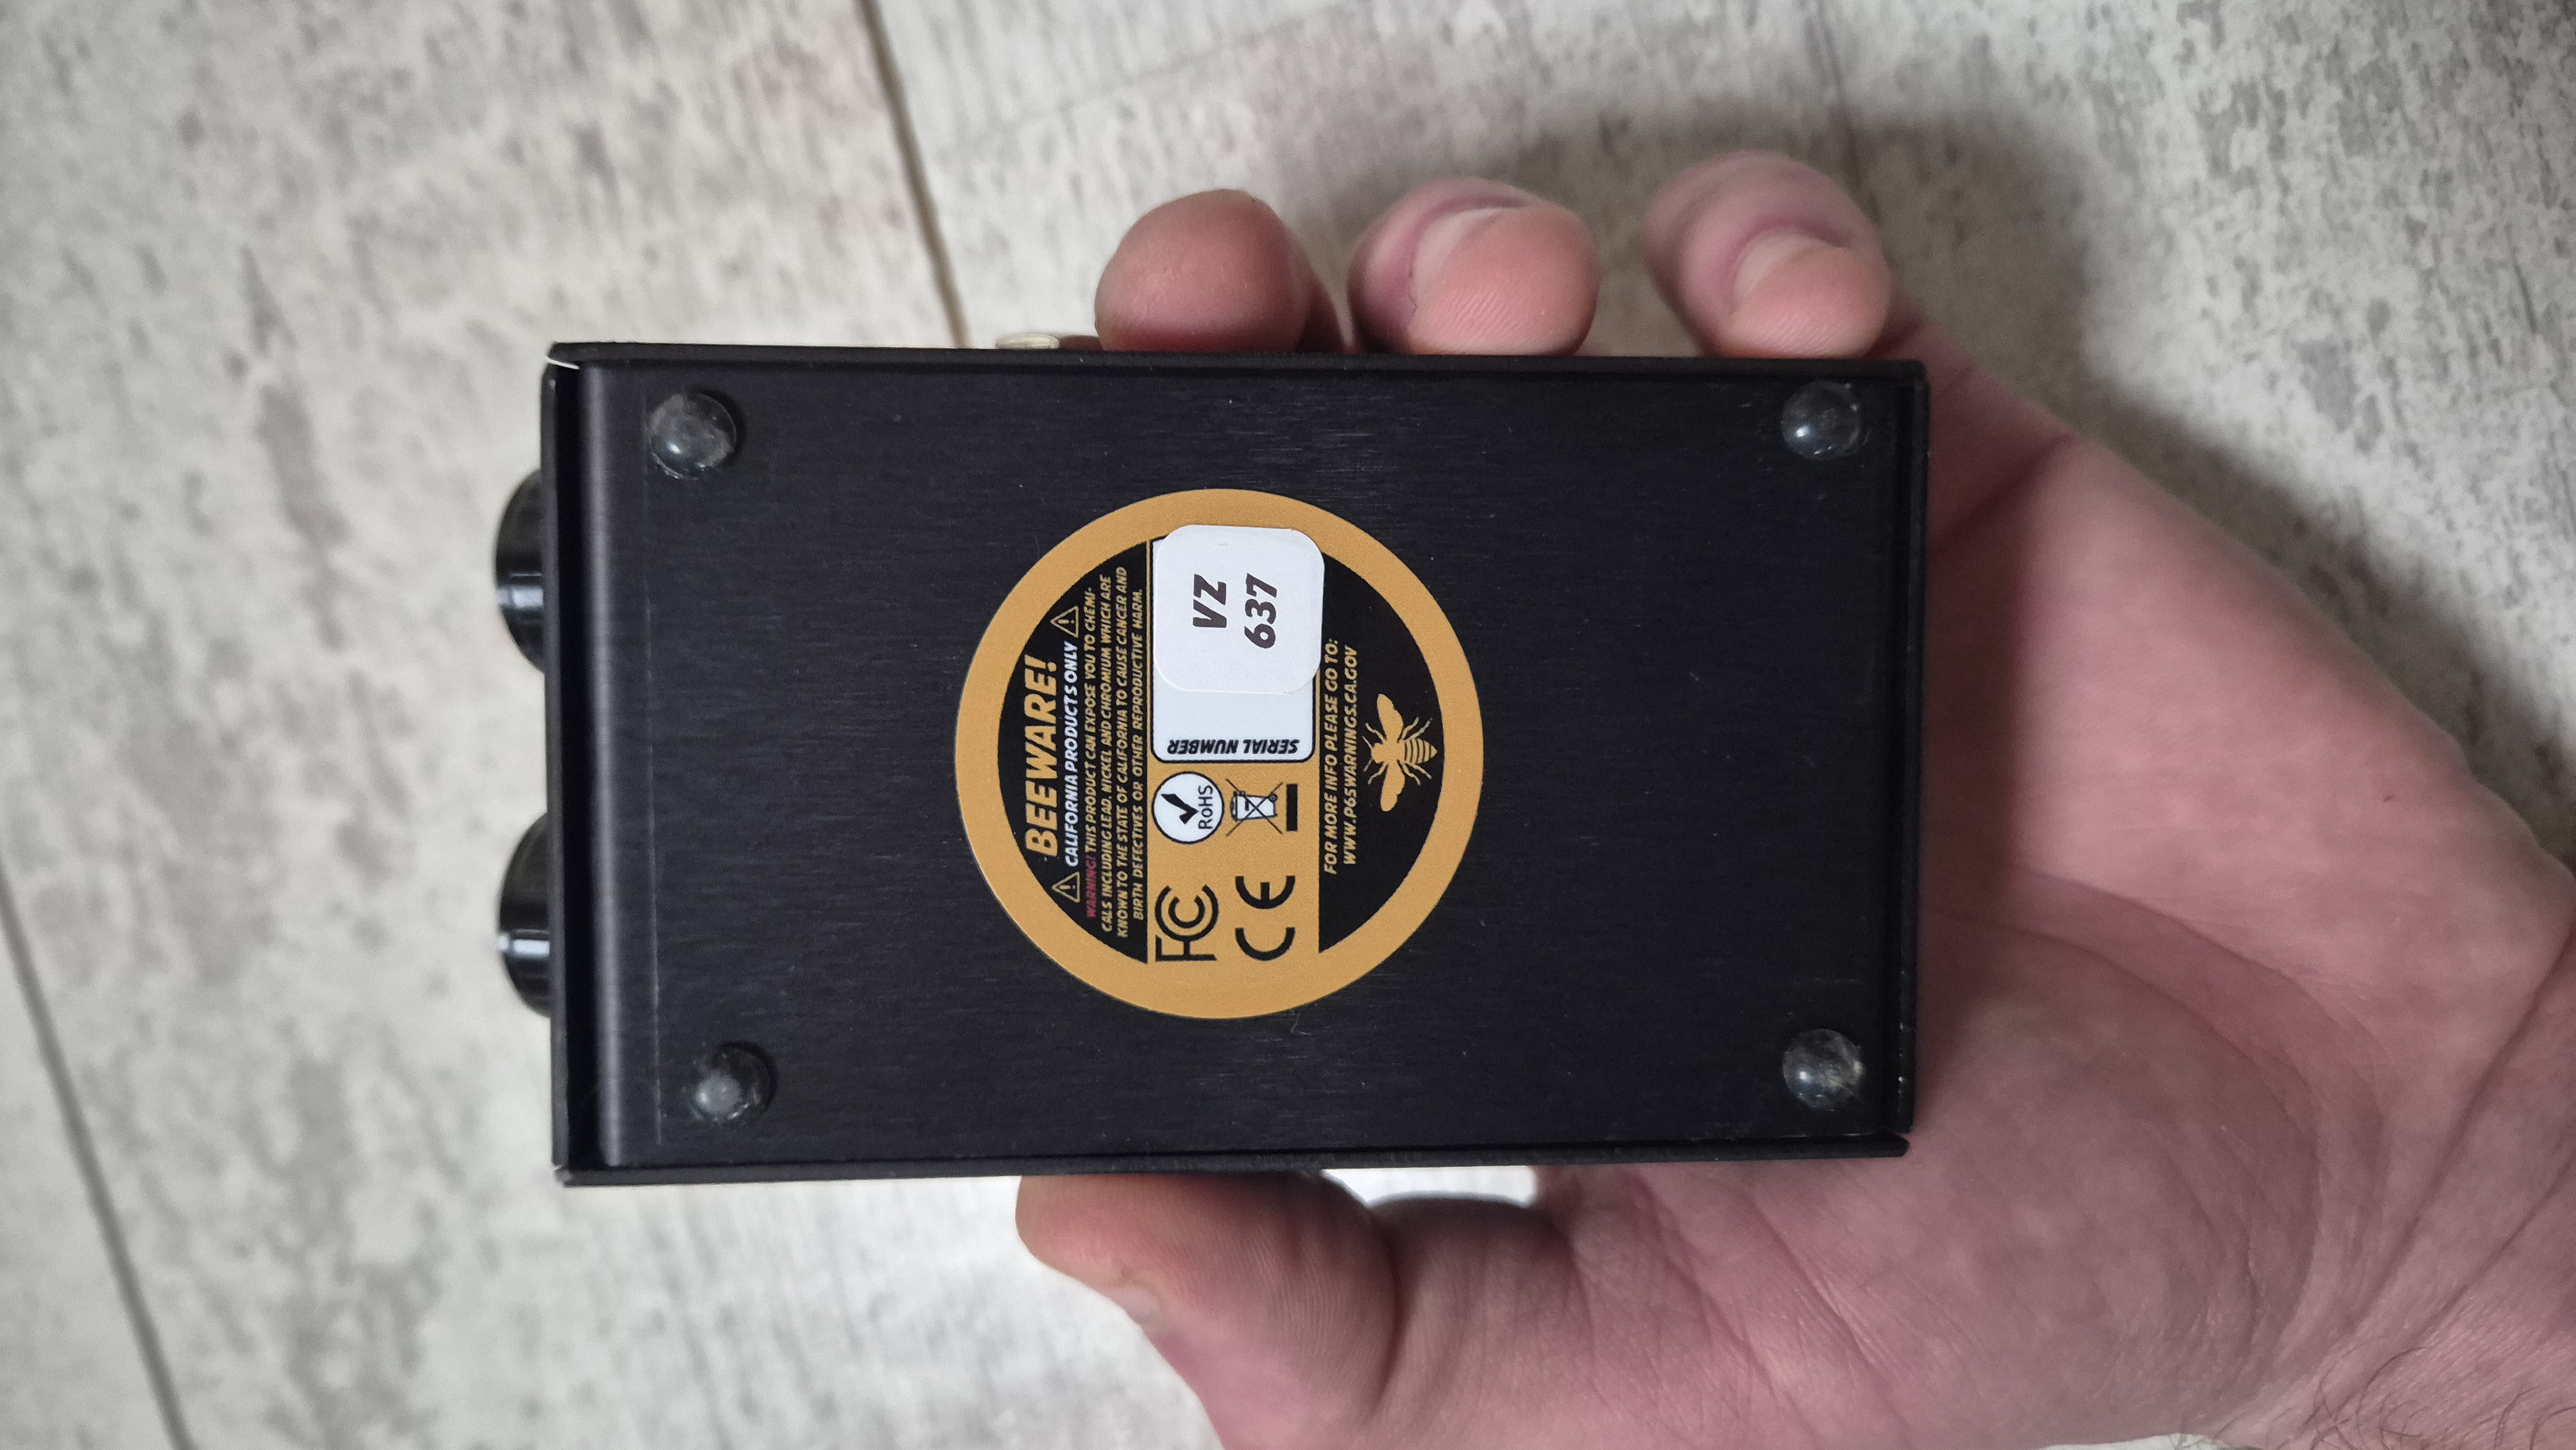 BEEWARE!
CALIFORNIA PRODUCTS ONLY
WARNING! THIS PRODUCT CAN EXPOSE YOU TO CHEMI-
CALS INCLUDING LEAD, NICKEL AND CHROMIUM WHICH ARE
KNOWN TO THE STATE OF CALIFORNIA TO CAUSE CANCER AND
BIRTH DEFECTIVES OR OTHER REPRODUCTIVE HARM.
FC
CE
RoHS
SERIAL NUMBER
VZ
637
FOR MORE INFO PLEASE GO TO:
WWW.P65WARNINGS.CA.GOV